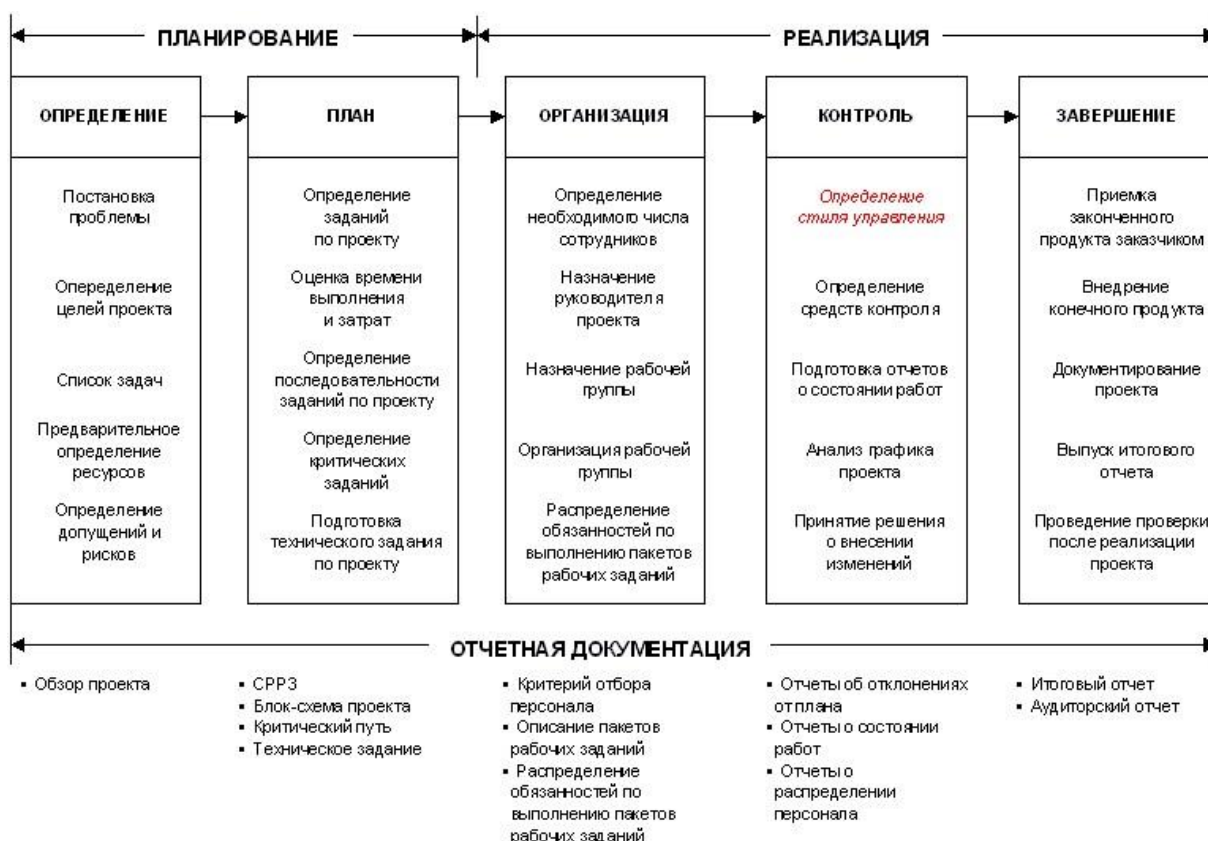 ПЛАНИРОВАНИЕ
РЕАЛИЗАЦИЯ
ОПРЕДЕЛЕНИЕ
ПЛАН
ОРГАНИЗАЦИЯ
КОНТРОЛЬ
ЗАВЕРШЕНИЕ
Постановка
проблемы
Опеределение
целей проекта
Список задач
Предварительное
определение
ресурсов
Определение
допущений и
рисков
Определение
заданий
по проекту
Оценка времени
выполнения
и затрат
Определение
последовательности
заданий по проекту
Определение
критических
заданий
Подготовка
технического задания
по проекту
Определение
необходимого числа
сотрудников
Назначение
руководителя
проекта
Назначение рабочей
группы
Организация рабочей
группы
Распределение
обязанностей по
выполнению пакетов
рабочих заданий
Определение
стиля управления
Определение
средств контроля
Подготовка отчетов
о состоянии работ
Анализ графика
проекта
Принятие решения
о внесении
изменений
Приемка
законченного
продукта заказчиком
Внедрение
конечного продукта
Документирование
проекта
Выпуск итогового
отчета
Проведение проверки
после реализации
проекта
ОТЧЕТНАЯ ДОКУМЕНТАЦИЯ
▪ Обзор проекта
▪ СРРЗ
▪ Блок-схема проекта
▪ Критический путь
▪ Техническое задание
▪ Критерий отбора
персонала
▪ Описание пакетов
рабочих заданий
▪ Распределение
обязанностей по
выполнению пакетов
рабочих заданий
▪ Отчеты об отклонениях
от плана
▪ Отчеты о состоянии
работ
▪ Отчеты о
распределении
персонала
▪ Итоговый отчет
▪ Аудиторский отчет